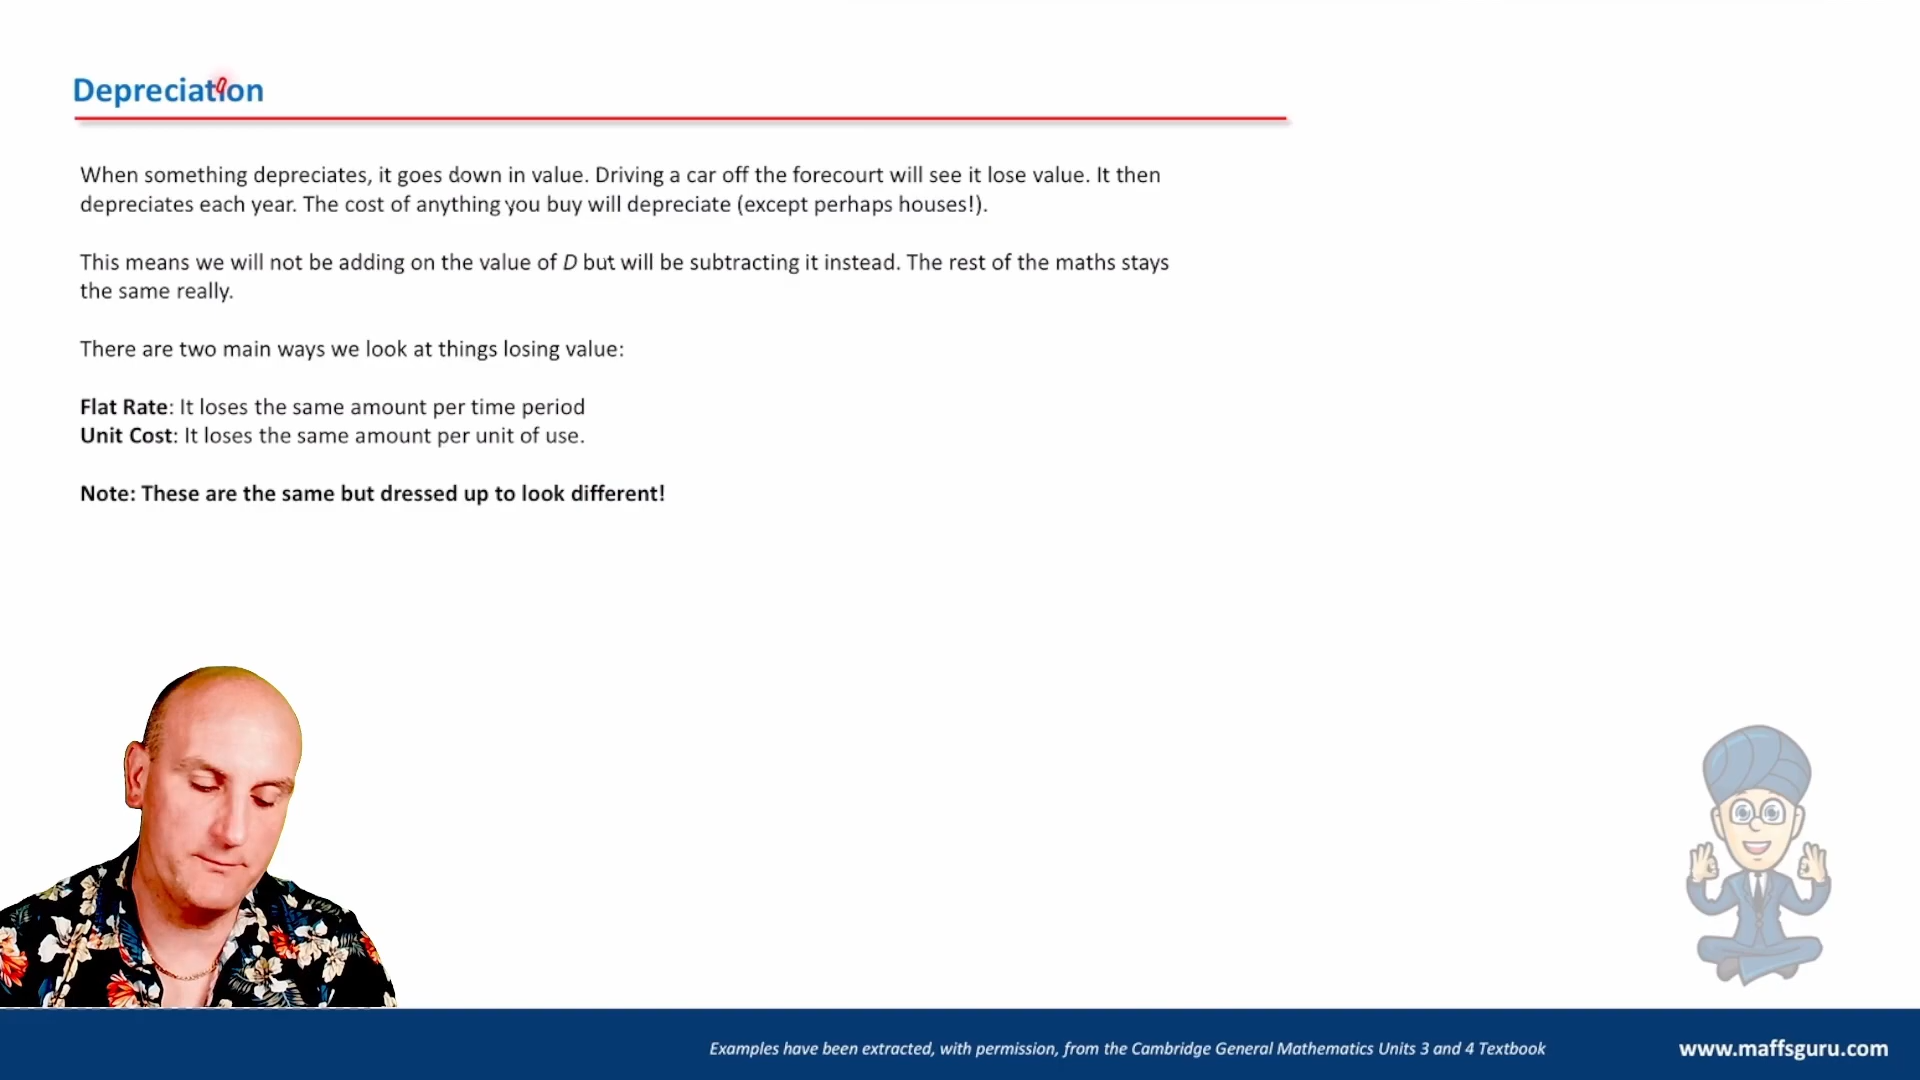 Depreciation
When something depreciates, it goes down in value. Driving a car off the forecourt will see it lose value. It then
depreciates each year. The cost of anything you buy will depreciate (except perhaps houses!).
This means we will not be adding on the value of D but will be subtracting it instead. The rest of the maths stays
the same really.
There are two main ways we look at things losing value:
Flat Rate: It loses the same amount per time period
Unit Cost: It loses the same amount per unit of use.
Note: These are the same but dressed up to look different!
Examples have been extracted, with permission, from the Cambridge General Mathematics Units 3 and 4 Textbook
www.maffsguru.com